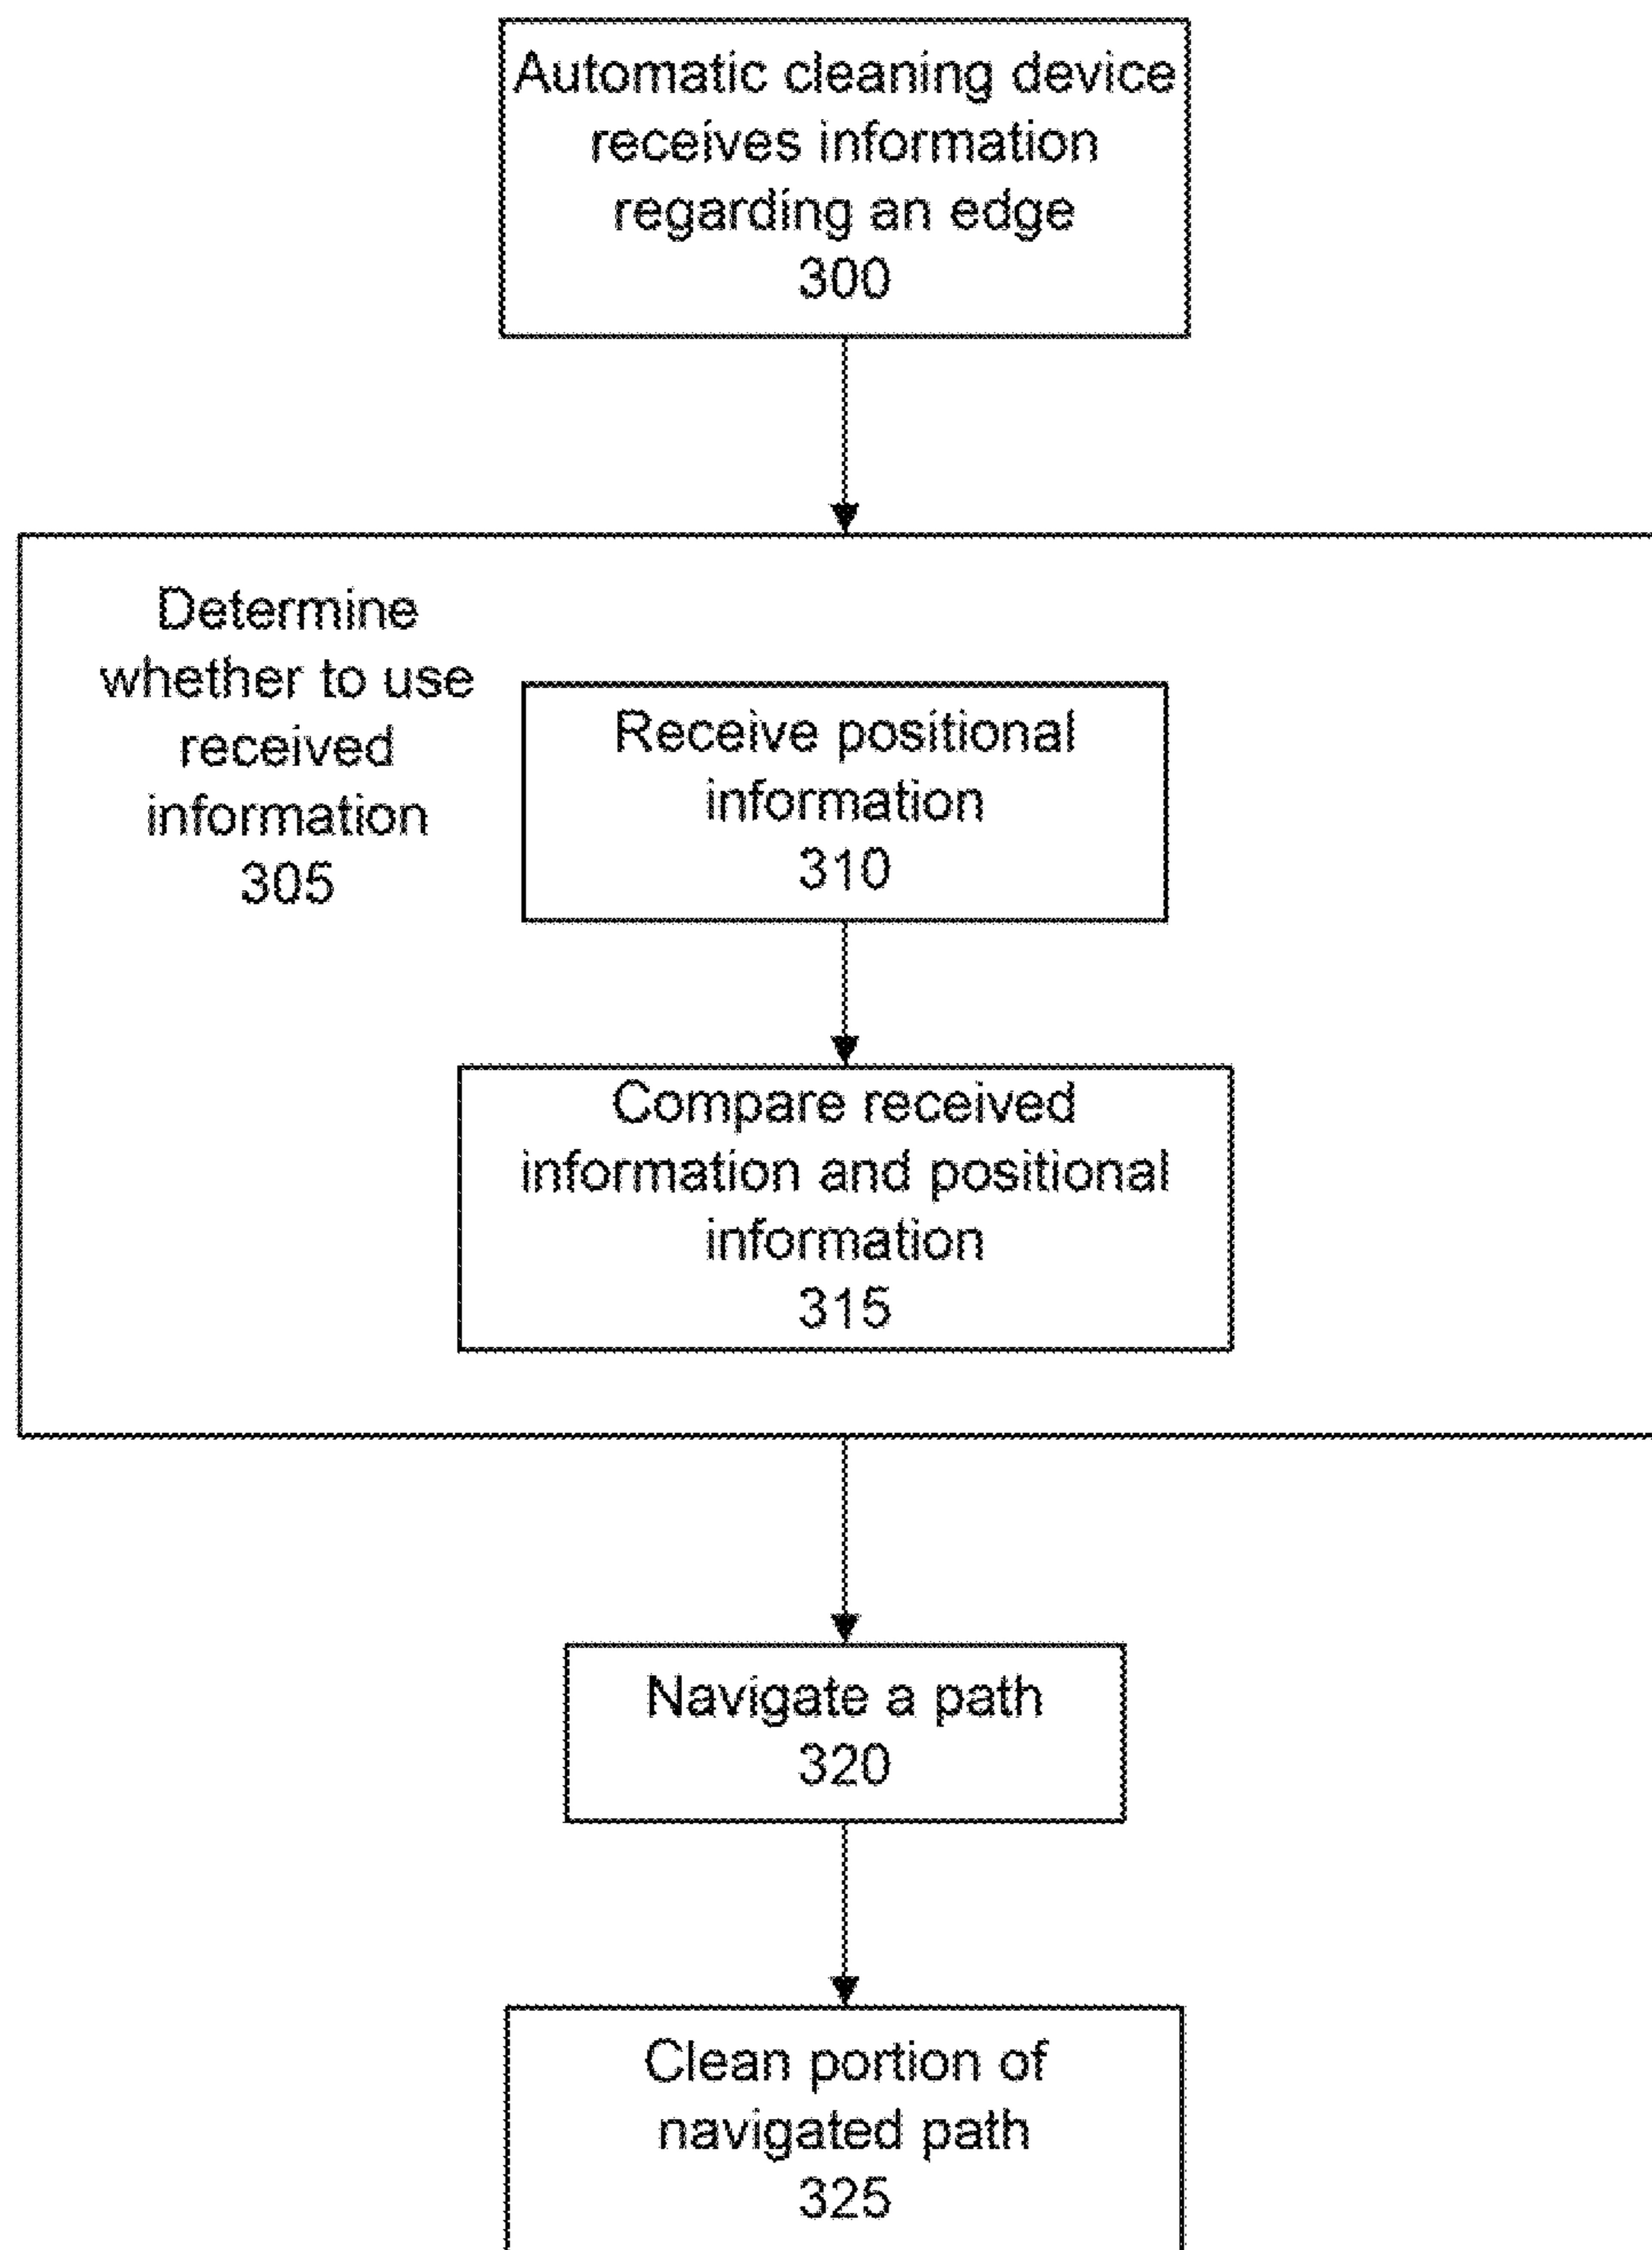 Automatic cleaning device
receives information
regarding an edge
300
Determine
whether to use
received
information
305
Receive positional
information
310
Compare received
information and positional
information
315
Navigate a path
320
Clean portion of
navigated path
325